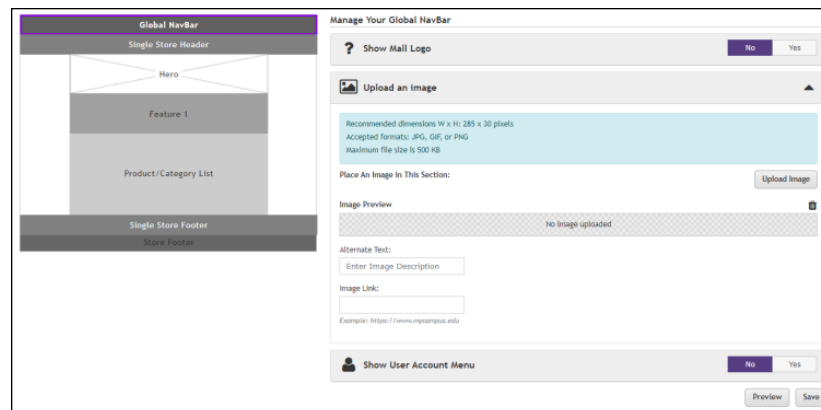 Global NavBar
Single Store Header
Hero
Feature 1
Product/Category List
Single Store Footer
Store Footer
Manage Your Global NavBar
? Show Mall Logo No Yes
Upload an Image
Recommended dimensions W x H: 285 x 30 pixels
Accepted formats: JPG, GIF, or PNG
Maximum file size is 500 KB
Place An Image In This Section: Upload Image
Image Preview
No image uploaded
Alternate Text:
Enter Image Description
Image Link:
Example: https://www.mycampus.edu
Show User Account Menu No Yes
Preview Save